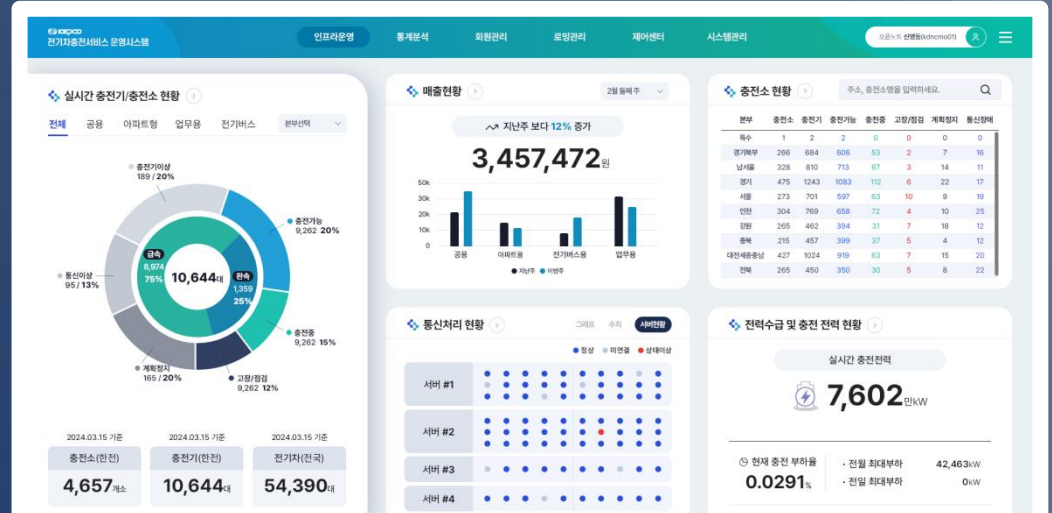 KEPCO
전기차충전서비스 운영시스템
인프라운영 통계분석 회원관리 로밍관리 제어센터 시스템관리
오픈노트 신영동(kdncmo01)
실시간 충전기/충전소 현황
전체 공용 아파트형 업무용 전기버스 본부선택
충전기이상
189 / 20%
충전가능
9,262 20%
급속
8,974
75%
10,644대
완속
1,359
25%
통신이상
95 / 13%
충전중
9,262 15%
계획정지
165 / 20%
고장/점검
9,262 12%
2024.03.15 기준 2024.03.15 기준 2024.03.15 기준
충전소(한전) 충전기(한전) 전기차(전국)
4,657개소 10,644대 54,390대
매출현황
2월 둘째 주
지난주 보다 12% 증가
3,457,472원
50k
30k
20k
10k
0
공용 아파트용 전기버스용 업무용
지난주 이번주
통신처리 현황
그래프 수치 서버현황
정상 미연결 상태이상
서버 #1
서버 #2
서버 #3
서버 #4
충전소 현황
주소, 충전소명을 입력하세요.
본부 충전소 충전기 충전가능 충전중 고장/점검 계획정지 통신장애
특수 1 2 2 0 0 0 0
경기북부 266 684 606 53 2 7 16
남서울 328 810 713 67 3 14 11
경기 475 1243 1083 112 6 22 17
서울 273 701 597 63 10 9 19
인천 304 769 658 72 4 10 25
강원 265 462 394 31 7 18 12
충북 215 457 399 37 5 4 12
대전세종충남 427 1024 919 63 7 15 20
전북 265 450 350 30 5 8 22
전력수급 및 충전 전력 현황
실시간 충전전력
7,602만kW
현재 충전 부하율
0.0291%
· 전월 최대부하 42,463kW
· 전일 최대부하 0kW